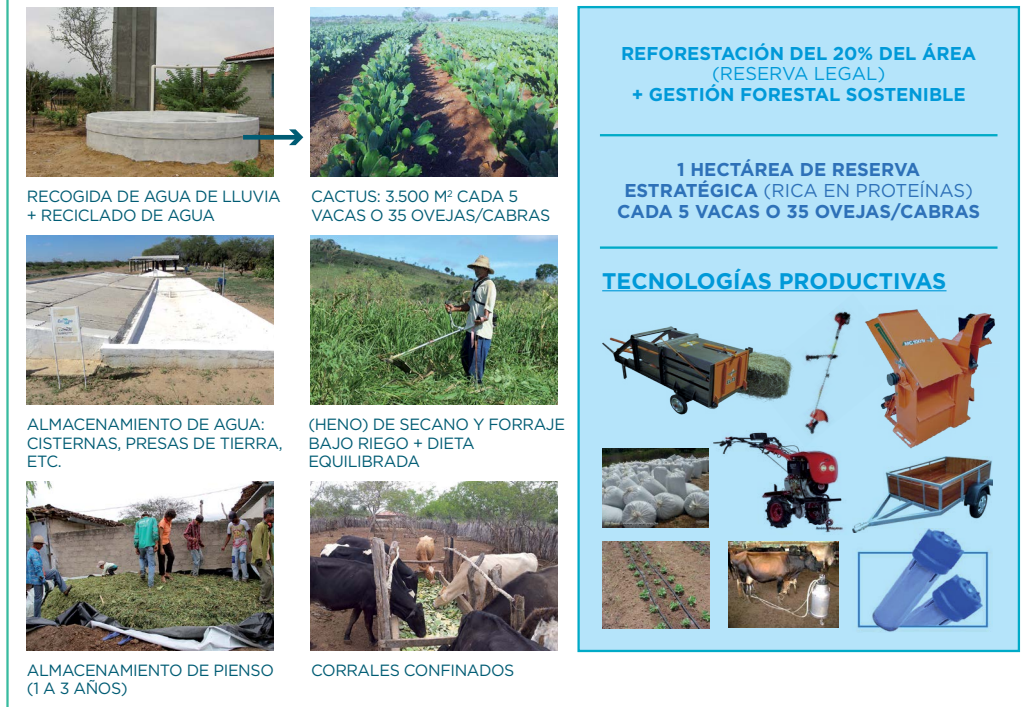 RECOGIDA DE AGUA DE LLUVIA
+ RECICLADO DE AGUA
CACTUS: 3.500 M² CADA 5
VACAS O 35 OVEJAS/CABRAS
ALMACENAMIENTO DE AGUA:
CISTERNAS, PRESAS DE TIERRA,
ETC.
(HENO) DE SECANO Y FORRAJE
BAJO RIEGO + DIETA
EQUILIBRADA
ALMACENAMIENTO DE PIENSO
(1 A 3 AÑOS)
CORRALES CONFINADOS
REFORESTACIÓN DEL 20% DEL ÁREA
(RESERVA LEGAL)
+ GESTIÓN FORESTAL SOSTENIBLE
1 HECTÁREA DE RESERVA
ESTRATÉGICA (RICA EN PROTEÍNAS)
CADA 5 VACAS O 35 OVEJAS/CABRAS
TECNOLOGÍAS PRODUCTIVAS